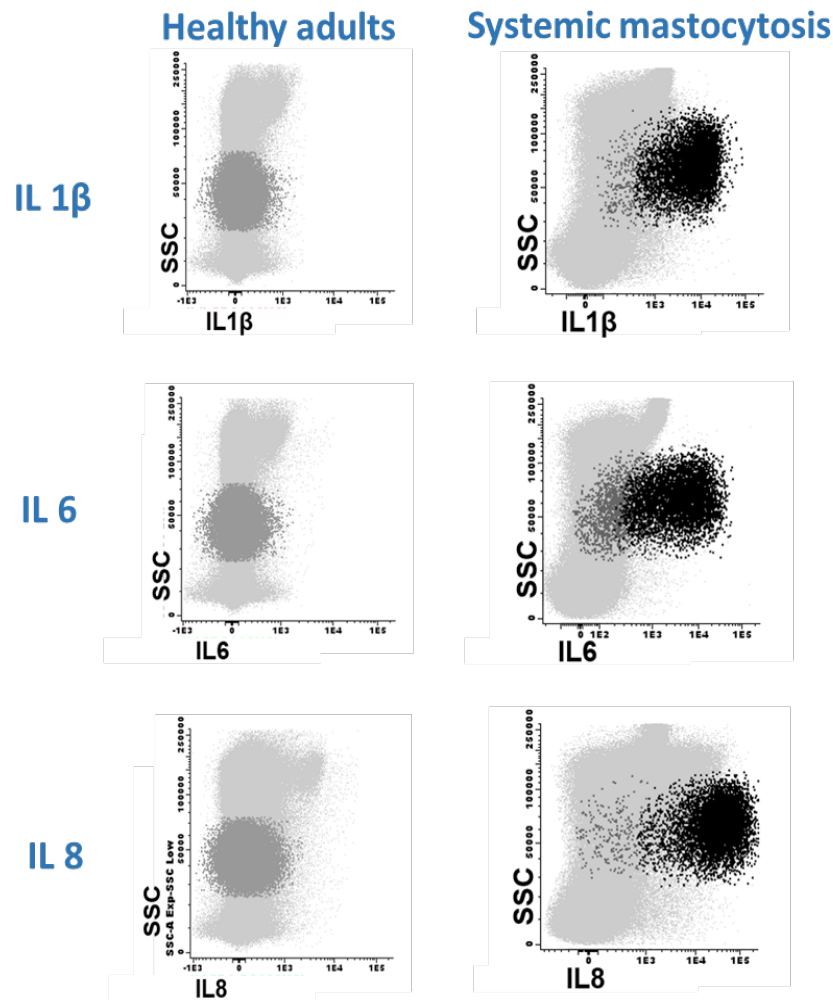 Healthy adults
Systemic mastocytosis
IL 1β
250000
100000
50000
0
SSC
-1E3
0
1E3
1E4
1E5
IL1β
250000
100000
50000
0
SSC
0
1E3
1E4
1E5
IL1β
IL 6
250000
100000
50000
0
SSC
-1E3
0
1E3
1E4
1E5
IL6
250000
100000
50000
0
SSC
0
1E2
1E3
1E4
1E5
IL6
IL 8
250000
100000
50000
0
SSC
SSC-A Exp-SSC Low
-1E3
0
1E3
1E4
1E5
IL8
250000
100000
50000
0
SSC
0
1E3
1E4
1E5
IL8